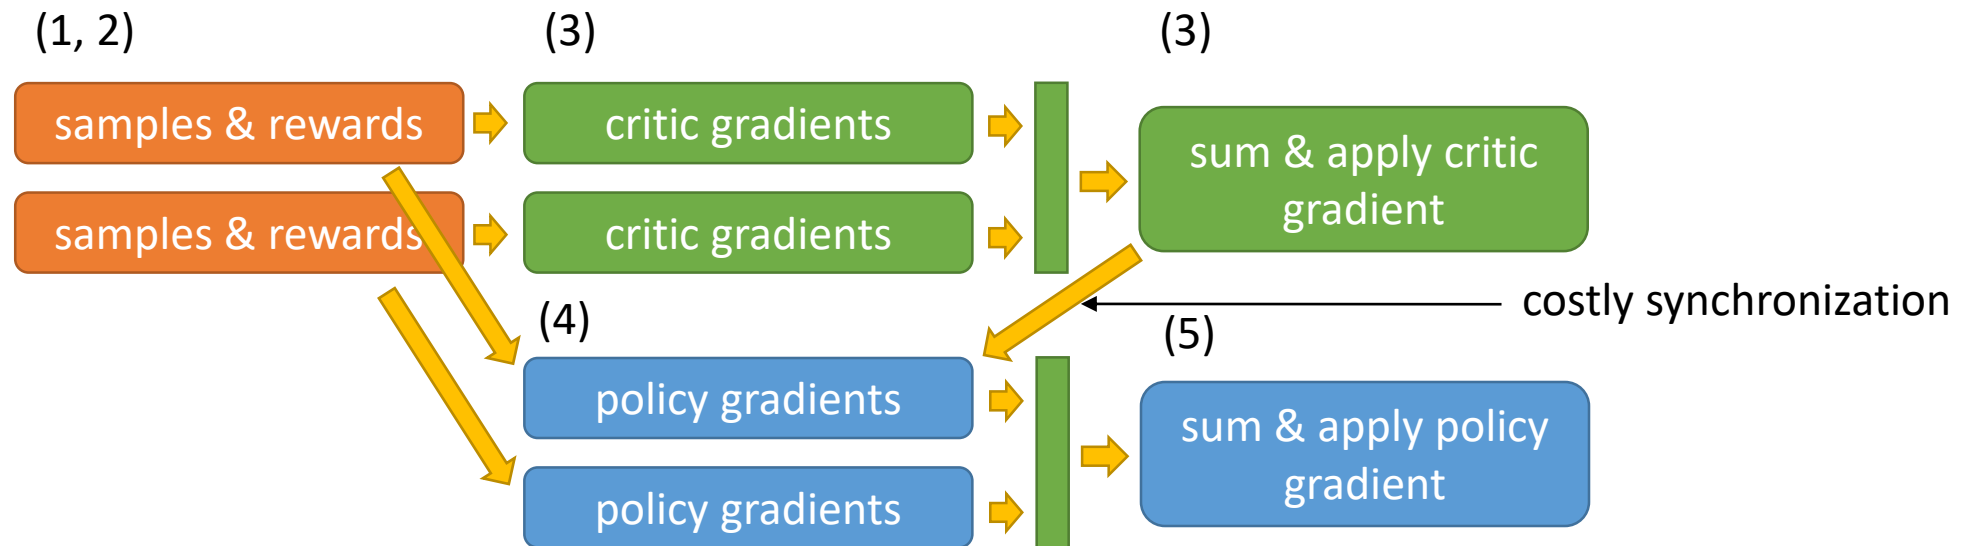 (1, 2)
(3)
(3)
samples & rewards
critic gradients
sum & apply critic
gradient
samples & rewards
critic gradients
costly synchronization
(4)
(5)
policy gradients
sum & apply policy
gradient
policy gradients